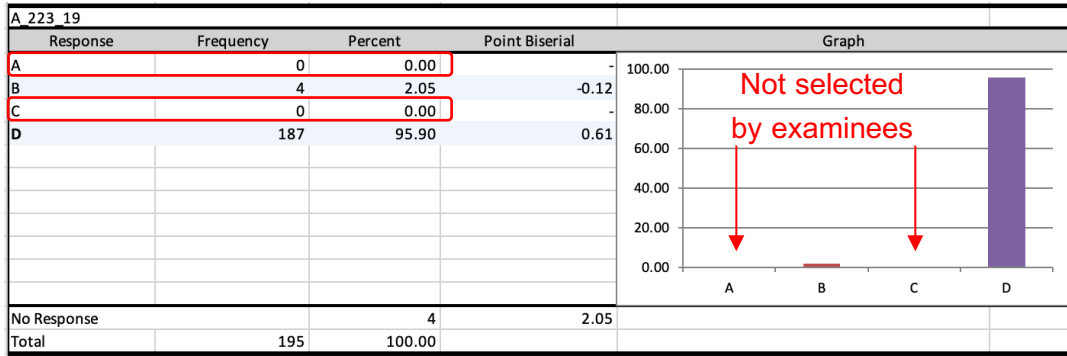 A_223_19
Response Frequency Percent Point Biserial Graph
A 0 0.00 -
B 4 2.05 -0.12
C 0 0.00 -
D 187 95.90 0.61
100.00
80.00
60.00
40.00
20.00
0.00
Not selected
by examinees
A B C D
No Response 4 2.05
Total 195 100.00